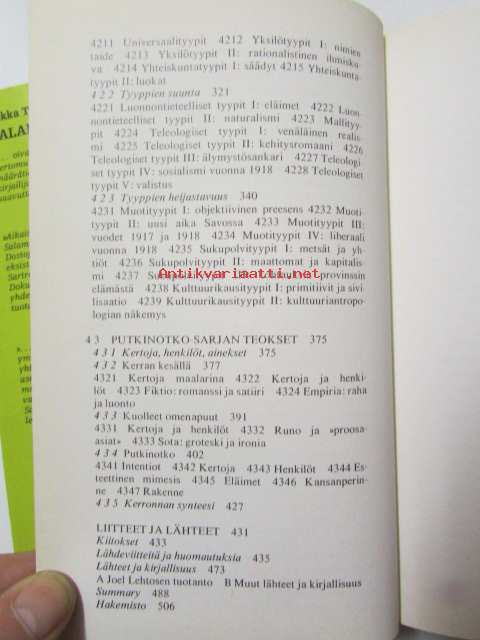 4211 Universaalityypit 4212 Yksilötyypit I: nimien
taide 4213 Yksilötyypit II: rationalistinen ihmisku-
va 4214 Yhteiskuntatyypit I: säädyt 4215 Yhteiskunta-
tyypit II: luokat
4 2 2 Tyyppien suunta 321
4221 Luonnontieteelliset tyypit I: eläimet 4222 Luon-
nontieteelliset tyypit II: naturalismi 4223 Mallityy-
pit 4224 Teleologiset tyypit I: venäläinen realis-
mi 4225 Teleologiset tyypit II: kehitysromaani 4226
Teleologiset tyypit III: älymystösankari 4227 Teleologi-
set tyypit IV: sosialismi vuonna 1918 4228 Teleologiset
tyypit V: valistus
4 2 3 Tyyppien heijastavuus 340
4231 Muotityypit I: objektiivinen preesens 4232 Muoti-
tyypit II: uusi aika Savossa 4233 Muotityypit III:
vuodet 1917 ja 1918 4234 Muotityypit IV: liberaali
vuonna 1918 4235 Sukupolvityypit I: metsät ja yh-
tiöt 4236 Sukupolvityypit II: maattomat ja kapitalis-
mi 4237 provinssin
elämästä 4238 Kulttuurikausityypit I: primitiivit ja sivi-
lisaatio 4239 Kulttuurikausityypit II: kulttuuriantropo-
logian näkemys
Antikvariaatti.net
4 3 PUTKINOTKO-SARJAN TEOKSET 375
4 3 1 Kertoja, henkilöt, ainekset 375
4 3 2 Kerran kesällä 377
4321 Kertoja maalarina 4322 Kertoja ja henki-
löt 4323 Fiktio: romanssi ja satiiri 4324 Empiria: raha
ja luonto
4 3 3 Kuolleet omenapuut 391
4331 Kertoja ja henkilöt 4332 Runo ja »proosa-
asiat» 4333 Sota: groteski ja ironia
4 3 4 Putkinotko 402
4341 Intentiot 4342 Kertoja 4343 Henkilöt 4344 Es-
teettinen mimesis 4345 Eläimet 4346 Kansanperin-
ne 4347 Rakenne
4 3 5 Kerronnan synteesi 427
LIITTEET JA LÄHTEET 431
Kiitokset 433
Lähdeviitteitä ja huomautuksia 435
Lähteet ja kirjallisuus 473
A Joel Lehtosen tuotanto B Muut lähteet ja kirjallisuus
Summary 488
Hakemisto 506